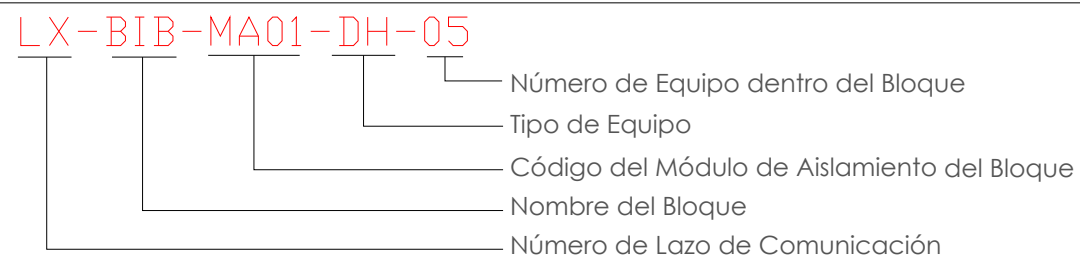 LX-BIB-MA01-DH-05
Número de Equipo dentro del Bloque
Tipo de Equipo
Código del Módulo de Aislamiento del Bloque
Nombre del Bloque
Número de Lazo de Comunicación